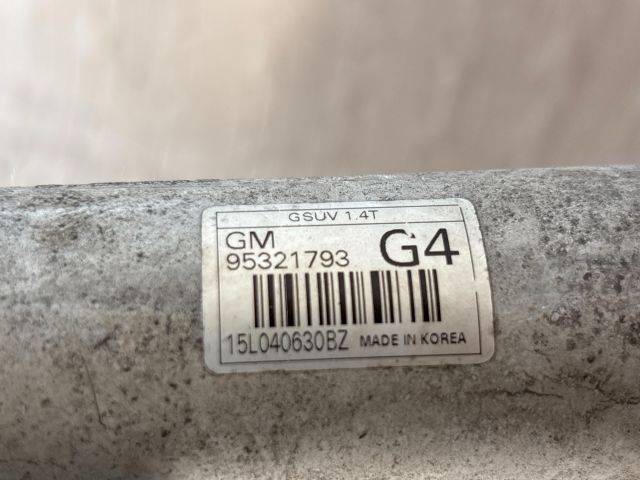 GSUV 1.4T
GM
95321793
G4
15L040630BZ MADE IN KOREA